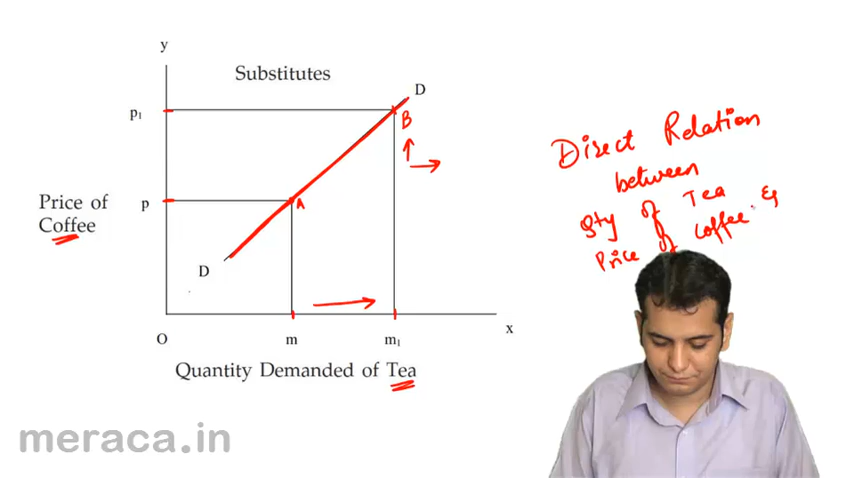 y
Substitutes
D
p₁
B
Price of
Coffee
p
A
D
O
m
m₁
x
Quantity Demanded of Tea
Direct Relation
between
Qty of Tea &
Price of Coffee.
meraca.in